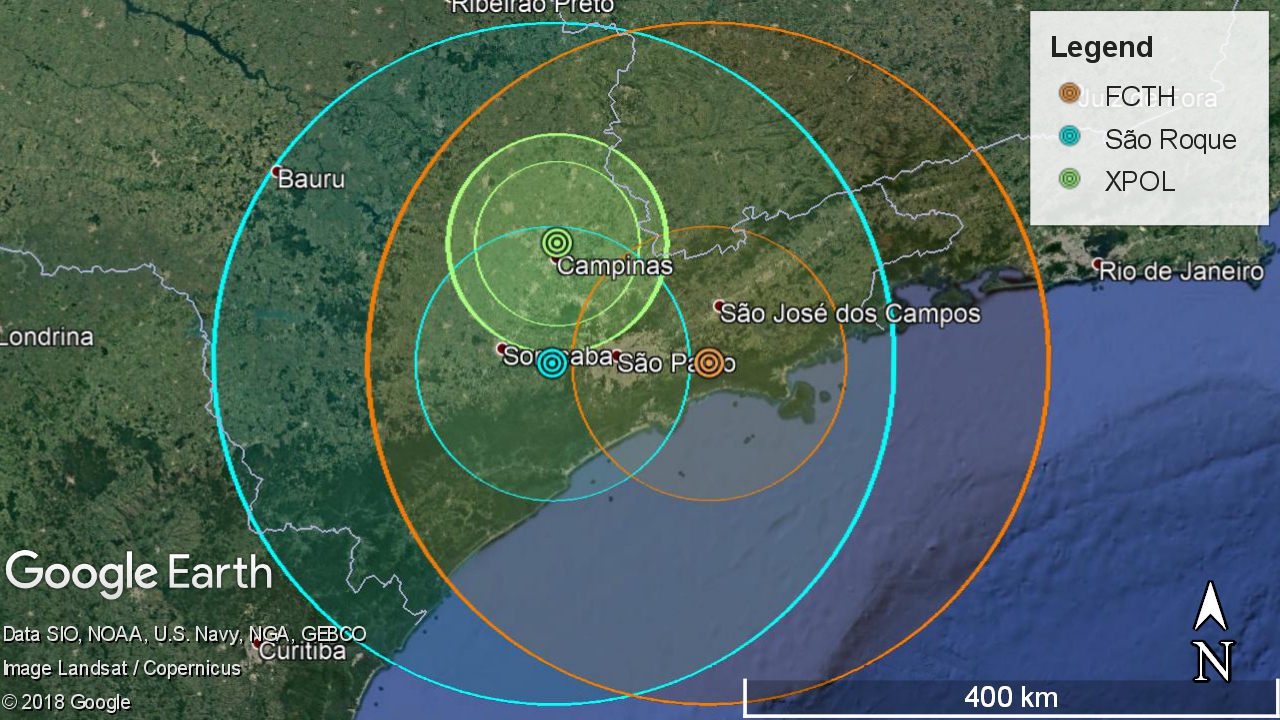 Ribeirão Preto
Legend
FCTH
São Roque
XPOL
Juiz de Fora
Bauru
Campinas
Rio de Janeiro
São José dos Campos
Londrina
Sorocaba
São Paulo
Google Earth
Data SIO, NOAA, U.S. Navy, NGA, GEBCO
Curitiba
Image Landsat / Copernicus
© 2018 Google
N
400 km